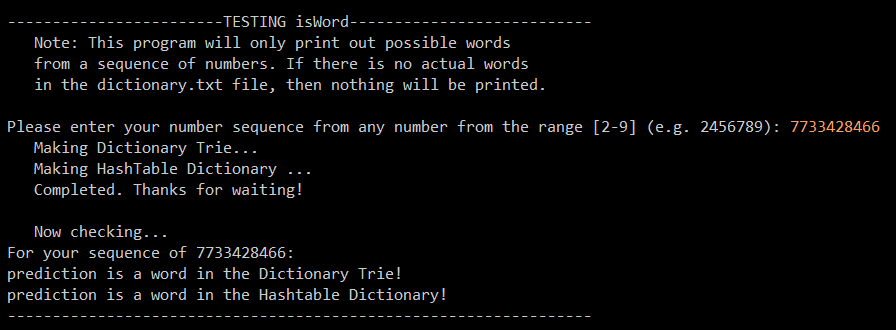 ------------------------TESTING isWord---------------------------
Note: This program will only print out possible words
from a sequence of numbers. If there is no actual words
in the dictionary.txt file, then nothing will be printed.
Please enter your number sequence from any number from the range [2-9] (e.g. 2456789): 7733428466
Making Dictionary Trie...
Making HashTable Dictionary ...
Completed. Thanks for waiting!
Now checking...
For your sequence of 7733428466:
prediction is a word in the Dictionary Trie!
prediction is a word in the Hashtable Dictionary!
-----------------------------------------------------------------